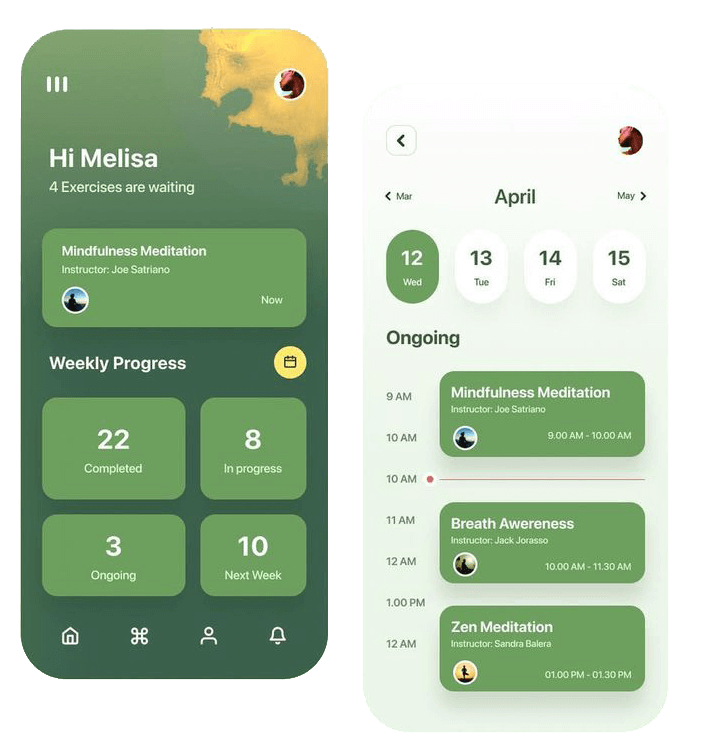 Hi Melisa
4 Exercises are waiting
Mindfulness Meditation
Instructor: Joe Satriano
Now
Weekly Progress
22
Completed
8
In progress
3
Ongoing
10
Next Week
Mar
April
May
12
Wed
13
Tue
14
Fri
15
Sat
Ongoing
9 AM
Mindfulness Meditation
Instructor: Joe Satriano
10 AM
9.00 AM - 10.00 AM
10 AM
11 AM
Breath Awereness
Instructor: Jack Jorasso
12 AM
10.00 AM - 11.30 AM
1.00 PM
Zen Meditation
Instructor: Sandra Balera
12 AM
01.00 PM - 01.30 PM